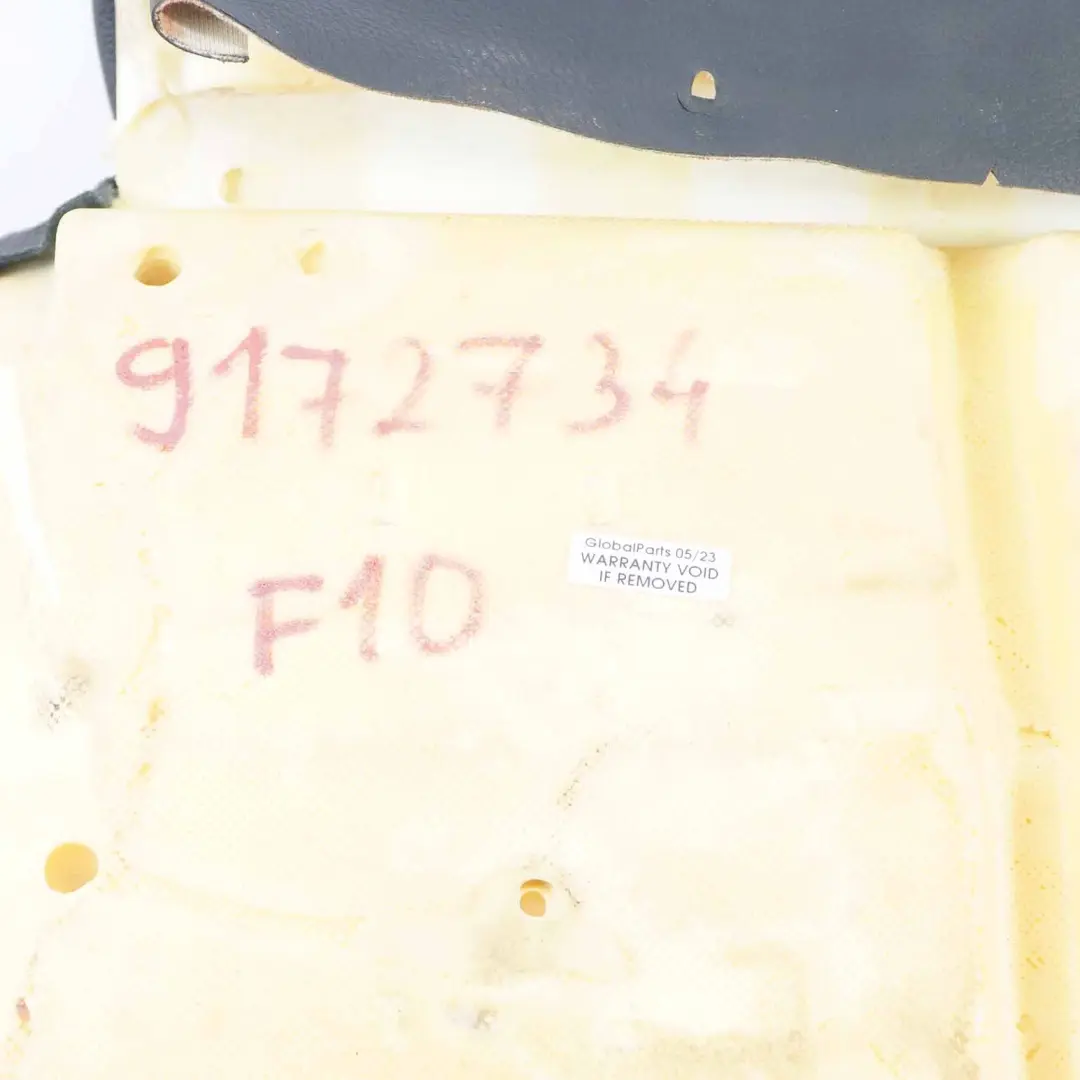 9172734
GlobalParts 05/23
WARRANTY VOID
IF REMOVED
F10